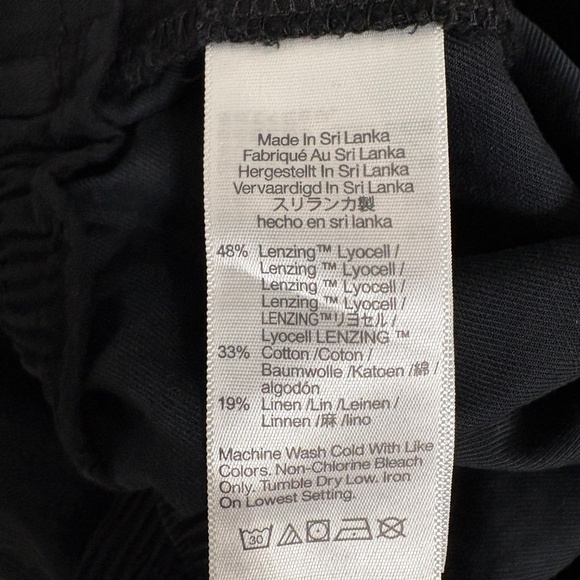 Made In Sri Lanka
Fabriqué Au Sri Lanka
Hergestellt In Sri Lanka
Vervaardigd In Sri Lanka
スリランカ製
hecho en sri lanka
48% Lenzing™ Lyocell /
Lenzing ™ Lyocell /
Lenzing ™ Lyocell /
Lenzing ™ Lyocell /
LENZING™リヨセル /
Lyocell LENZING ™
33% Cotton /Coton /
Baumwolle /Katoen /綿 /
algodón
19% Linen /Lin /Leinen /
Linnen /麻 /lino
Machine Wash Cold With Like
Colors. Non-Chlorine Bleach
Only. Tumble Dry Low. Iron
On Lowest Setting.
30